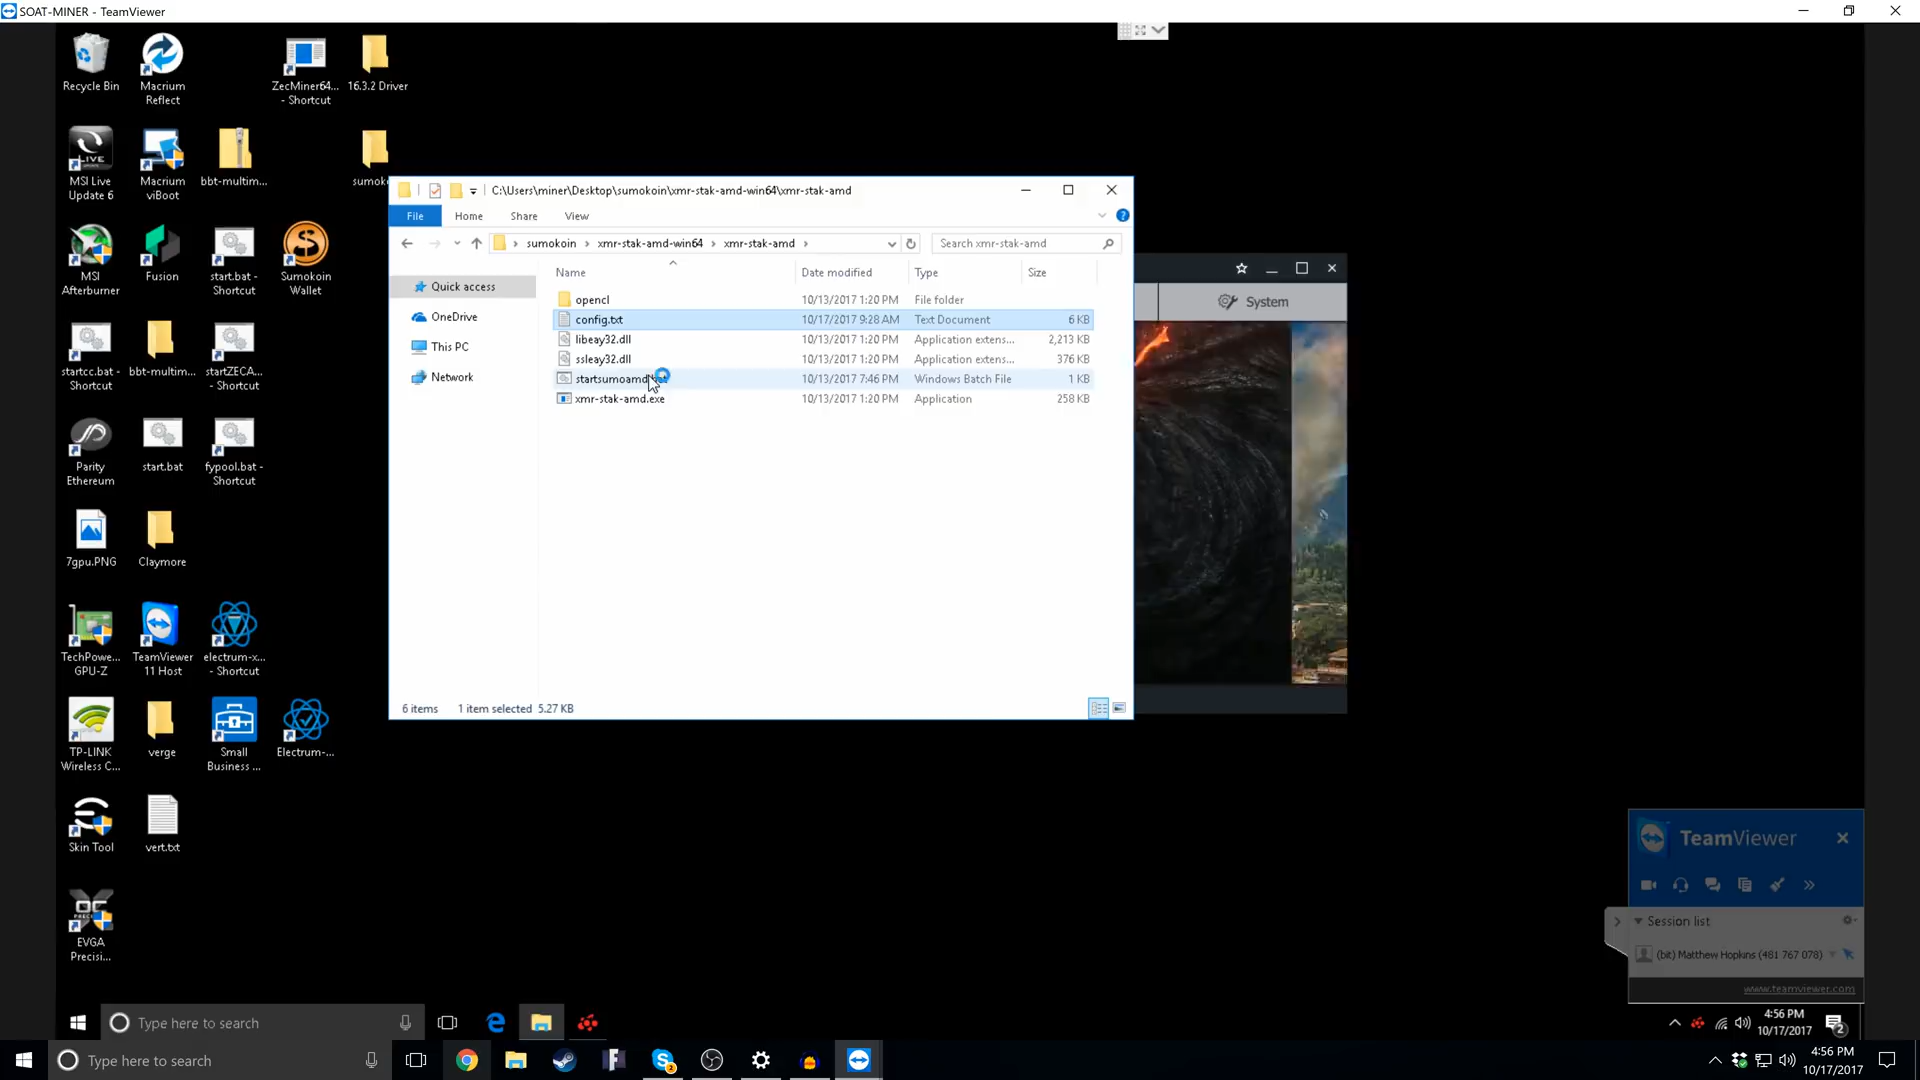 SOAT-MINER - TeamViewer
Recycle Bin
Macrium
Reflect
ZecMiner64...
- Shortcut
16.3.2 Driver
MSI Live
Update 6
Macrium
viBoot
bbt-multim...
sumok
MSI
Afterburner
Fusion
start.bat -
Shortcut
Sumokoin
Wallet
startcc.bat -
Shortcut
bbt-multim...
startZECA...
- Shortcut
Parity
Ethereum
start.bat
fypool.bat -
Shortcut
7gpu.PNG
Claymore
TechPowe...
GPU-Z
TeamViewer
11 Host
electrum-x...
- Shortcut
TP-LINK
Wireless C...
verge
Small
Business ...
Electrum-...
Skin Tool
vert.txt
EVGA
Precisi...
C:\Users\miner\Desktop\sumokoin\xmr-stak-amd-win64\xmr-stak-amd
File
Home
Share
View
sumokoin
xmr-stak-amd-win64
xmr-stak-amd
Search xmr-stak-amd
Quick access
OneDrive
This PC
Network
Name
Date modified
Type
Size
opencl 10/13/2017 1:20 PM File folder
config.txt 10/17/2017 9:28 AM Text Document 6 KB
libeay32.dll 10/13/2017 1:20 PM Application extens... 2,213 KB
ssleay32.dll 10/13/2017 1:20 PM Application extens... 376 KB
startsumoamd 10/13/2017 7:46 PM Windows Batch File 1 KB
xmr-stak-amd.exe 10/13/2017 1:20 PM Application 258 KB
6 items 1 item selected 5.27 KB
System
TeamViewer
Session list
(bit) Matthew Hopkins (481 767 078)
www.teamviewer.com
Type here to search
4:56 PM
10/17/2017
2
Type here to search
2
4:56 PM
10/17/2017